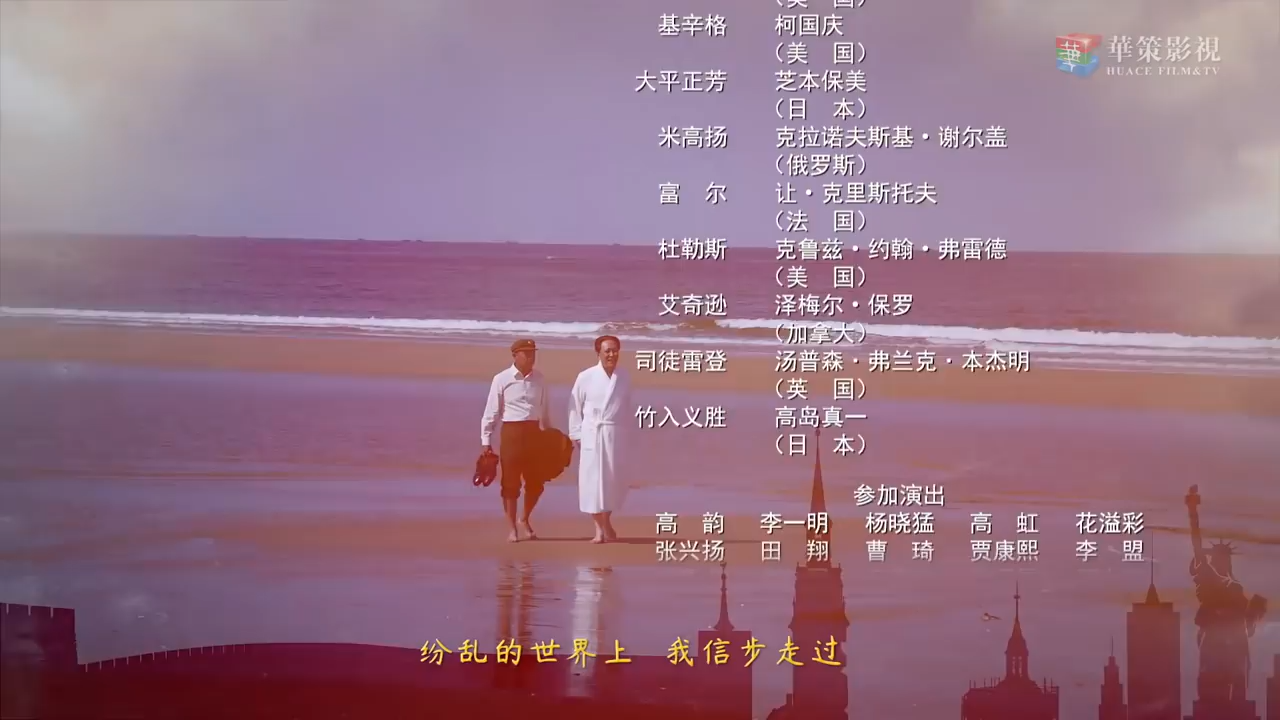 （美　国）
基辛格　柯国庆
（美　国）
大平正芳　芝本保美
（日　本）
米高扬　克拉诺夫斯基·谢尔盖
（俄罗斯）
富　尔　让·克里斯托夫
（法　国）
杜勒斯　克鲁兹·约翰·弗雷德
（美　国）
艾奇逊　泽梅尔·保罗
（加拿大）
司徒雷登　汤普森·弗兰克·本杰明
（英　国）
竹入义胜　高岛真一
（日　本）
参加演出
高　韵　李一明　杨晓猛　高　虹　花溢彩
张兴扬　田　翔　曹　琦　贾康熙　李　盟
纷乱的世界上　我信步走过
華
華策影視
HUACE FILM&TV